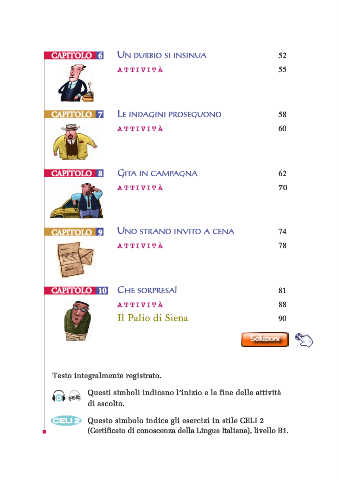 CAPITOLO 6 UN DUBBIO SI INSINUA 52
ATTIVITÀ 55
CAPITOLO 7 LE INDAGINI PROSEGUONO 58
ATTIVITÀ 60
CAPITOLO 8 GITA IN CAMPAGNA 62
ATTIVITÀ 70
CAPITOLO 9 UNO STRANO INVITO A CENA 74
ATTIVITÀ 78
CAPITOLO 10 CHE SORPRESA! 81
ATTIVITÀ 88
Il Palio di Siena 90
Soluzioni
Testo integralmente registrato.
Questi simboli indicano l'inizio e la fine delle attività
di ascolto.
CELI 2 Questo simbolo indica gli esercizi in stile CELI 2
(Certificato di conoscenza della Lingua Italiana), livello B1.